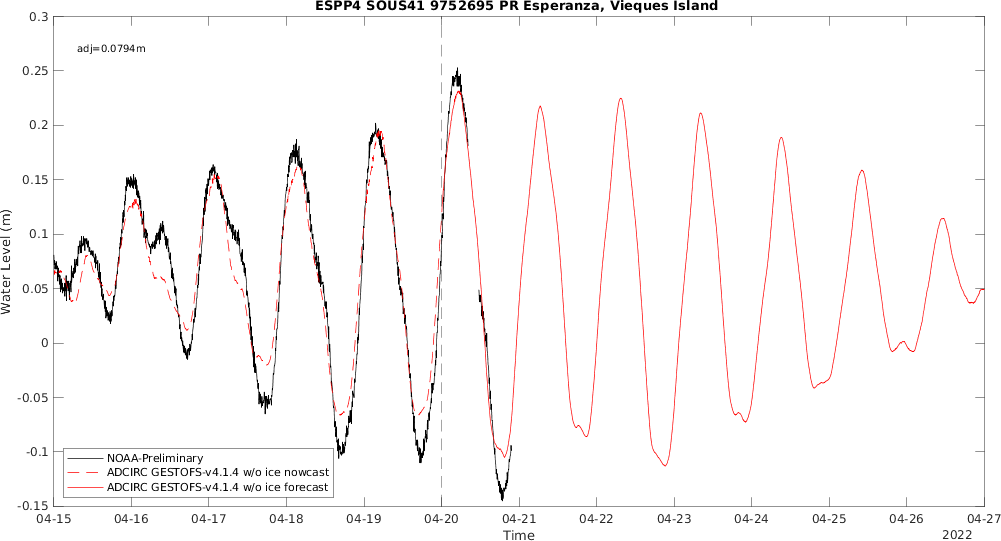 ESPP4 SOUS41 9752695 PR Esperanza, Vieques Island
adj=0.0794m
0.3
0.25
0.2
0.15
0.1
0.05
0
-0.05
-0.1
-0.15
Water Level (m)
NOAA-Preliminary
ADCIRC GESTOFS-v4.1.4 w/o ice nowcast
ADCIRC GESTOFS-v4.1.4 w/o ice forecast
04-15 04-16 04-17 04-18 04-19 04-20 04-21 04-22 04-23 04-24 04-25 04-26 04-27
Time
2022